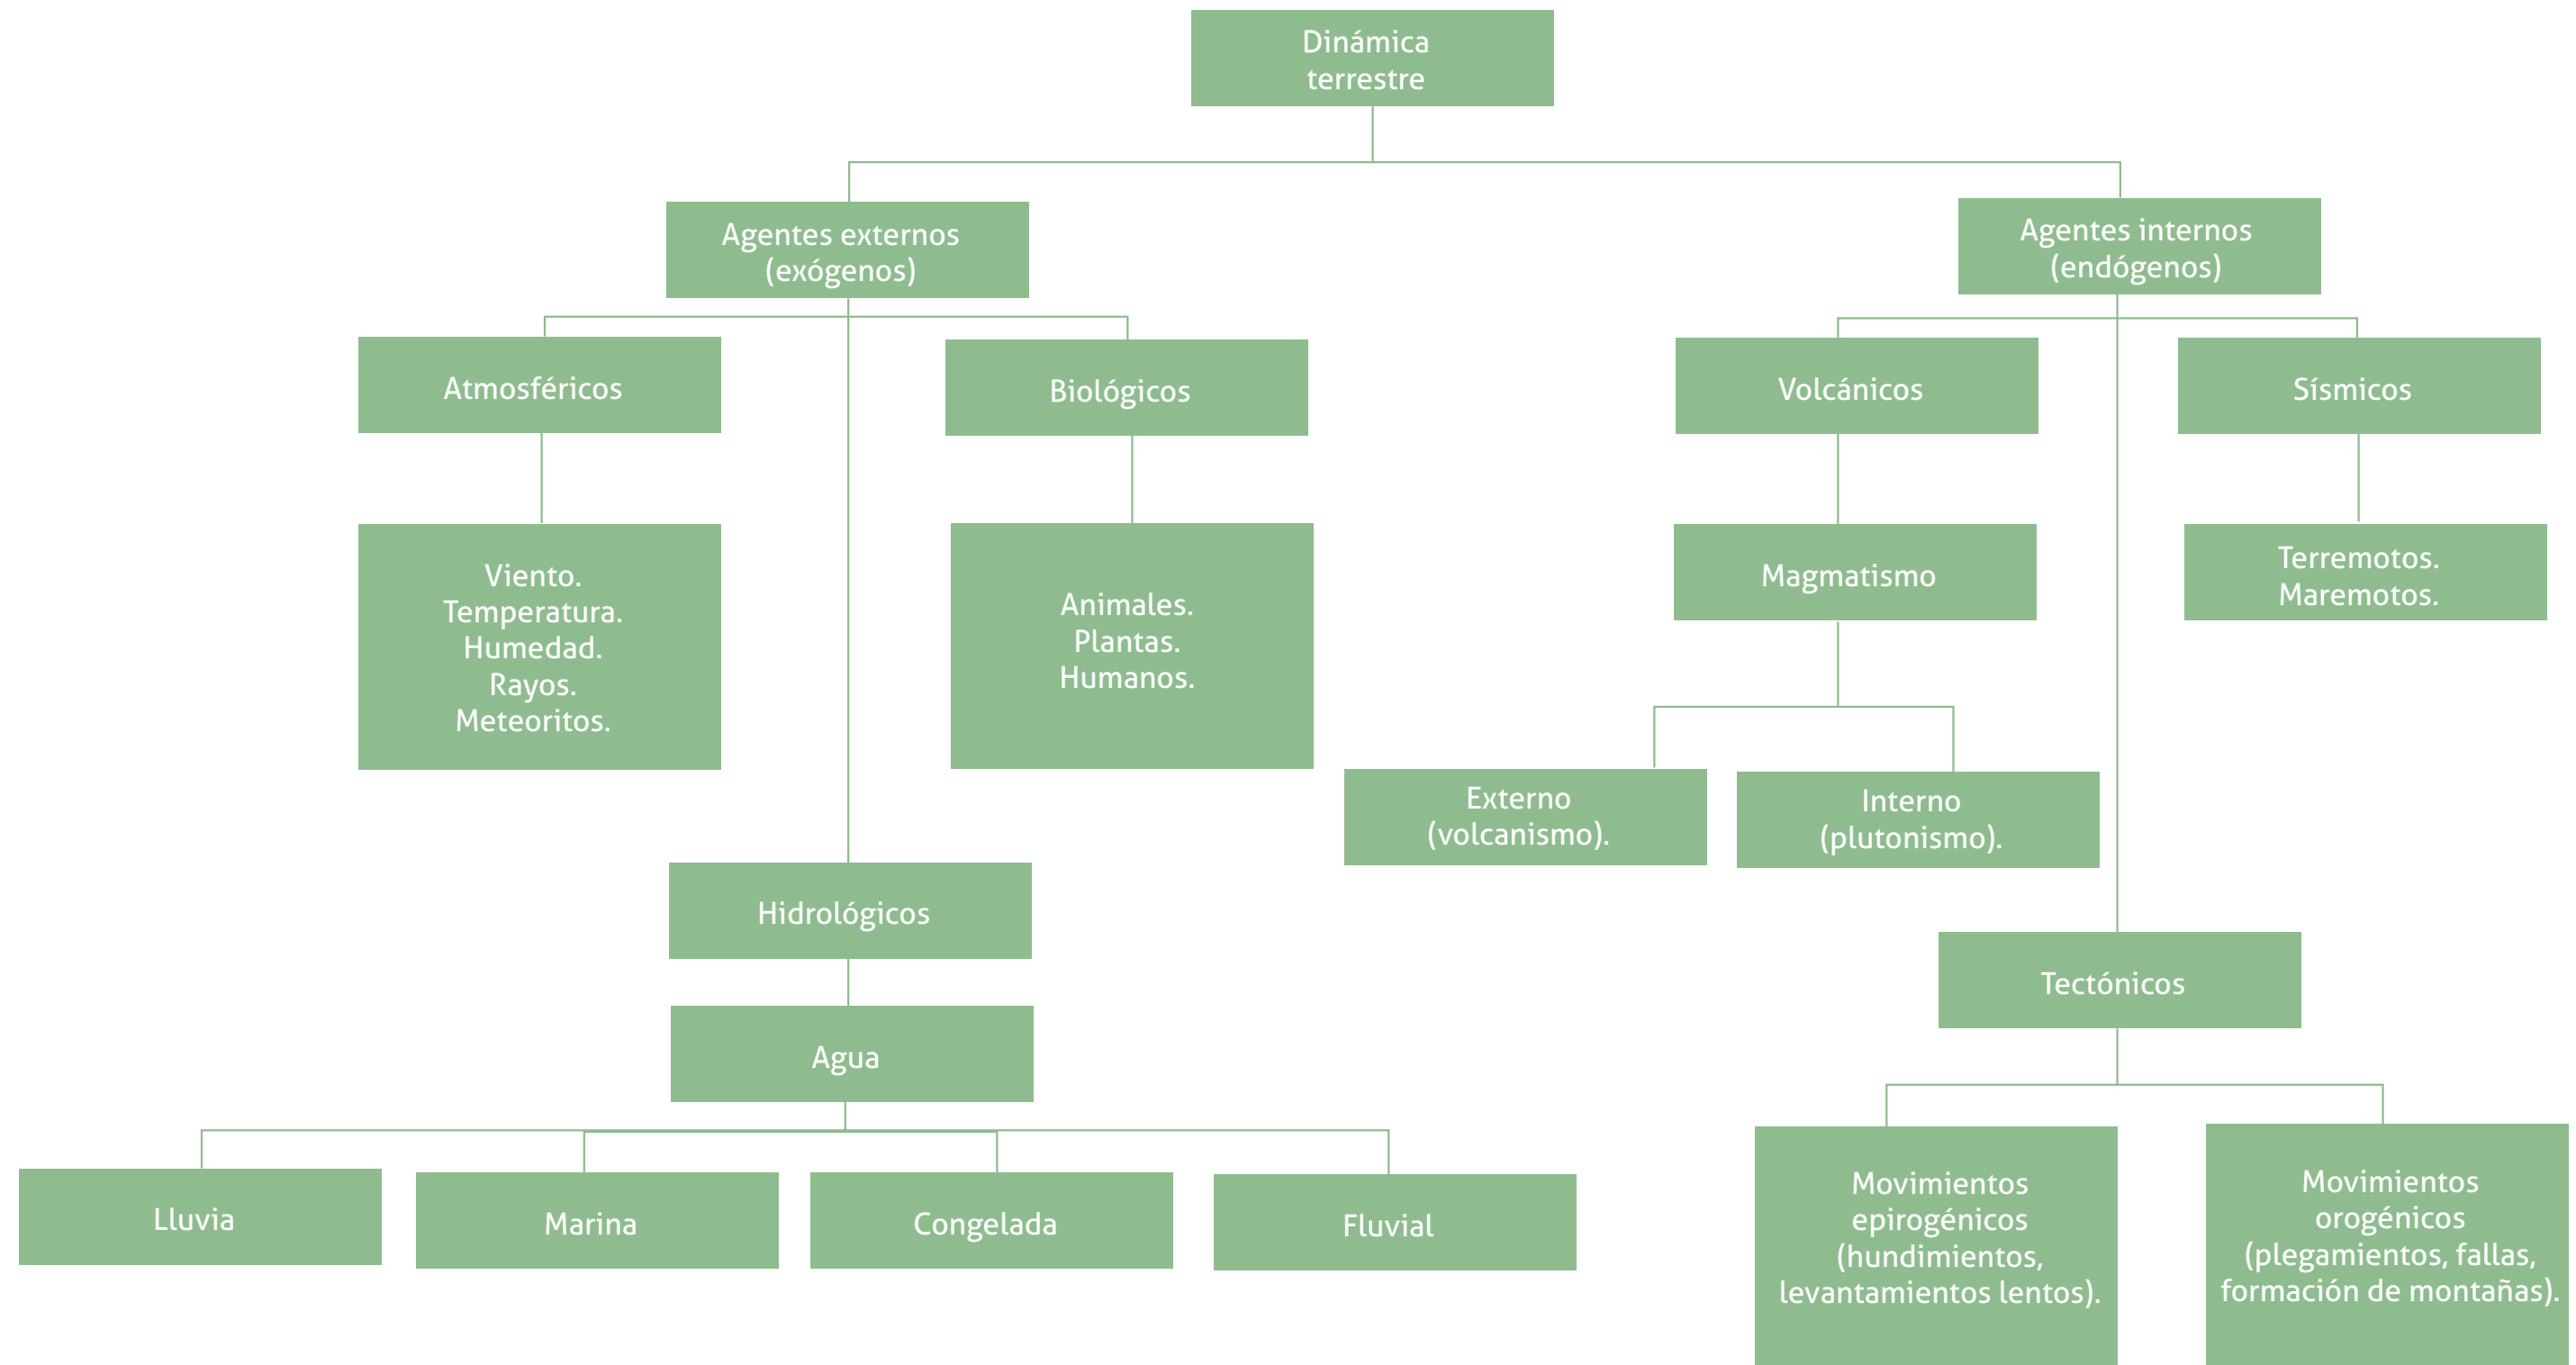 Dinámica
terrestre
Agentes externos
(exógenos)
Agentes internos
(endógenos)
Atmosféricos
Biológicos
Volcánicos
Sísmicos
Viento.
Temperatura.
Humedad.
Rayos.
Meteoritos.
Animales.
Plantas.
Humanos.
Magmatismo
Terremotos.
Maremotos.
Externo
(volcanismo).
Interno
(plutonismo).
Hidrológicos
Tectónicos
Agua
Lluvia
Marina
Congelada
Fluvial
Movimientos
epirogénicos
(hundimientos,
levantamientos lentos).
Movimientos
orogénicos
(plegamientos, fallas,
formación de montañas).